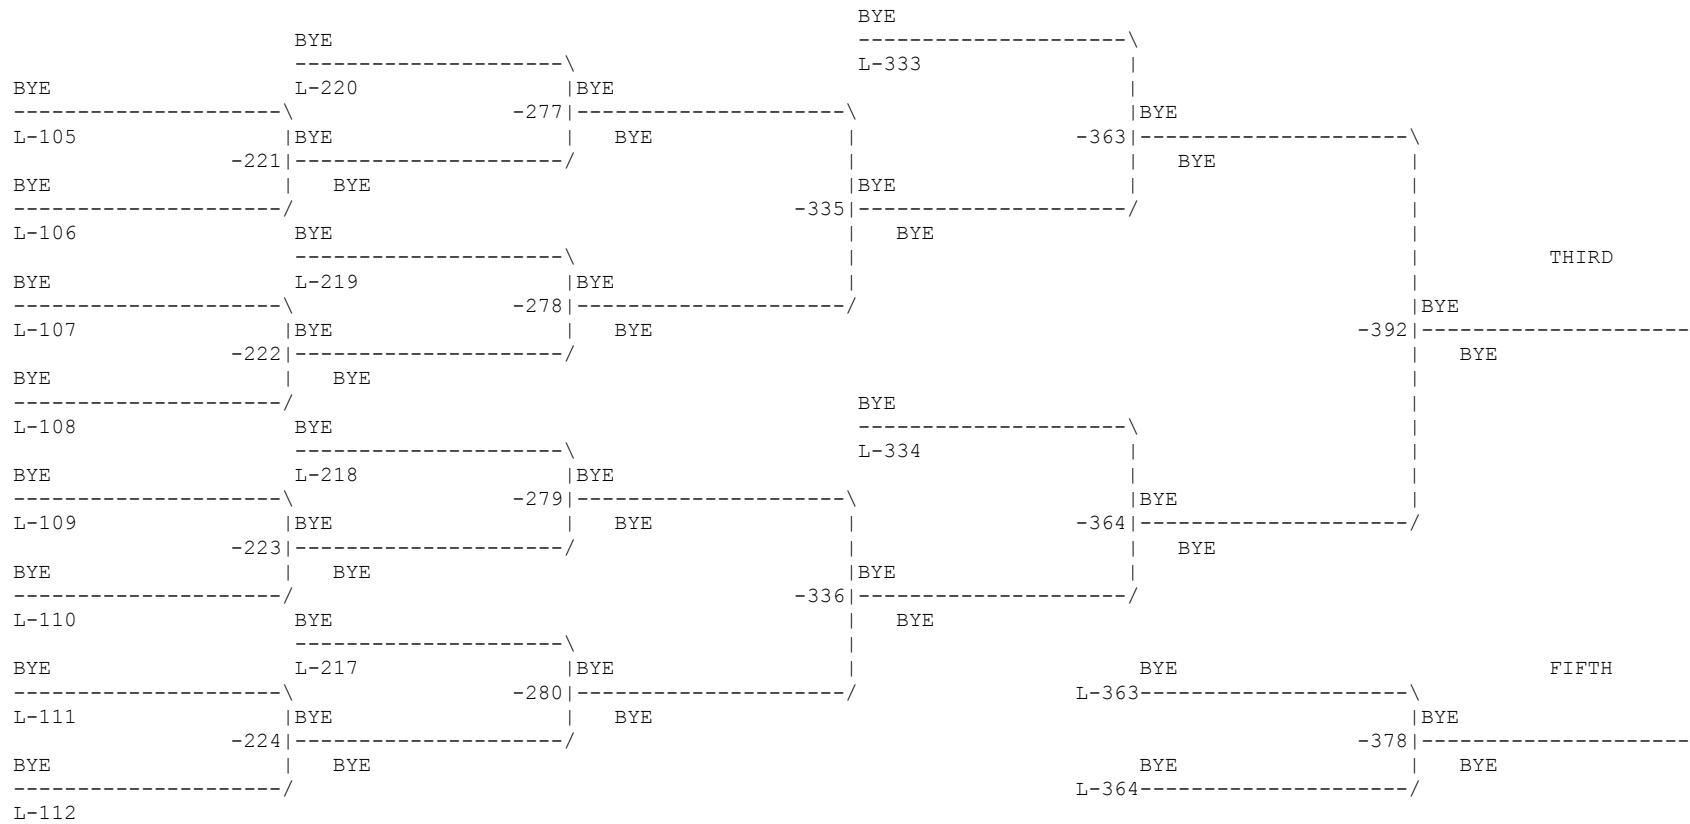 BYE
BYE ---------------------\
---------------------\ L-333 |
BYE L-220 |BYE |
---------------------\ -277|---------------------\ |BYE
L-105 |BYE | BYE | -363|---------------------\
-221|---------------------/ | | BYE |
BYE | BYE |BYE | |
---------------------/ -335|---------------------/ |
L-106 BYE | BYE |
---------------------\ | | THIRD
BYE L-219 |BYE | |
---------------------\ -278|---------------------/ |BYE
L-107 |BYE | BYE -392|---------------------
-222|---------------------/ | BYE
BYE | BYE |
---------------------/ BYE |
L-108 BYE ---------------------\ |
---------------------\ L-334 | |
BYE L-218 |BYE | |
---------------------\ -279|---------------------\ |BYE |
L-109 |BYE | BYE | -364|---------------------/
-223|---------------------/ | | BYE
BYE | BYE |BYE |
---------------------/ -336|---------------------/
L-110 BYE | BYE
---------------------\ |
BYE L-217 |BYE | BYE FIFTH
---------------------\ -280|---------------------/ L-363---------------------\
L-111 |BYE | BYE |BYE
-224|---------------------/ -378|---------------------
BYE | BYE BYE | BYE
---------------------/ L-364---------------------/
L-112